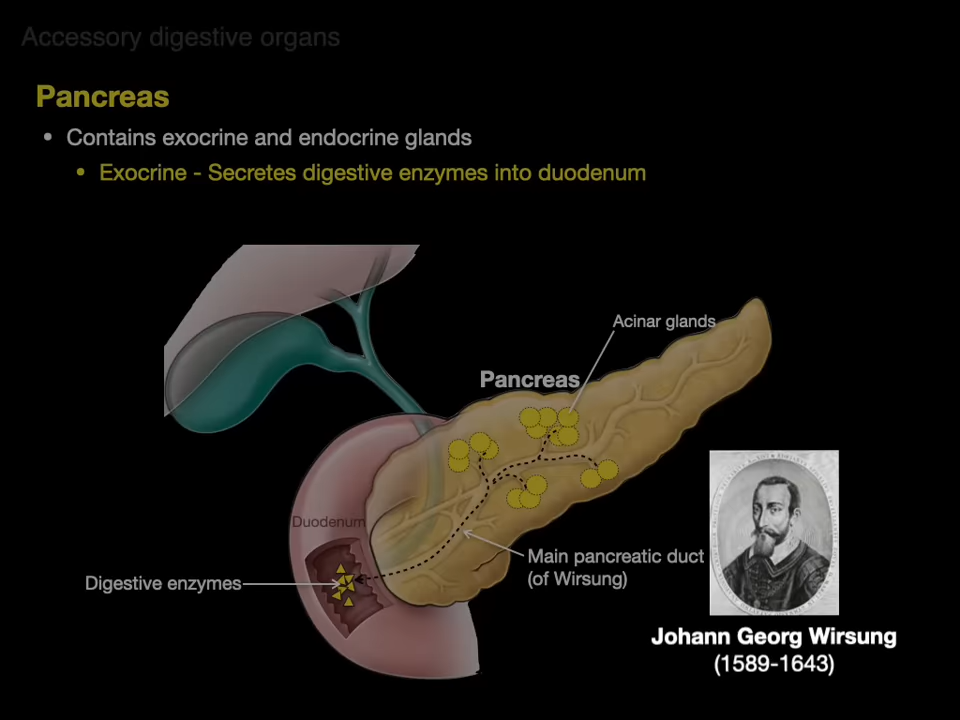 Accessory digestive organs
Pancreas
• Contains exocrine and endocrine glands
• Exocrine - Secretes digestive enzymes into duodenum
Acinar glands
Pancreas
Duodenum
Main pancreatic duct
(of Wirsung)
Digestive enzymes
Johann Georg Wirsung
(1589-1643)